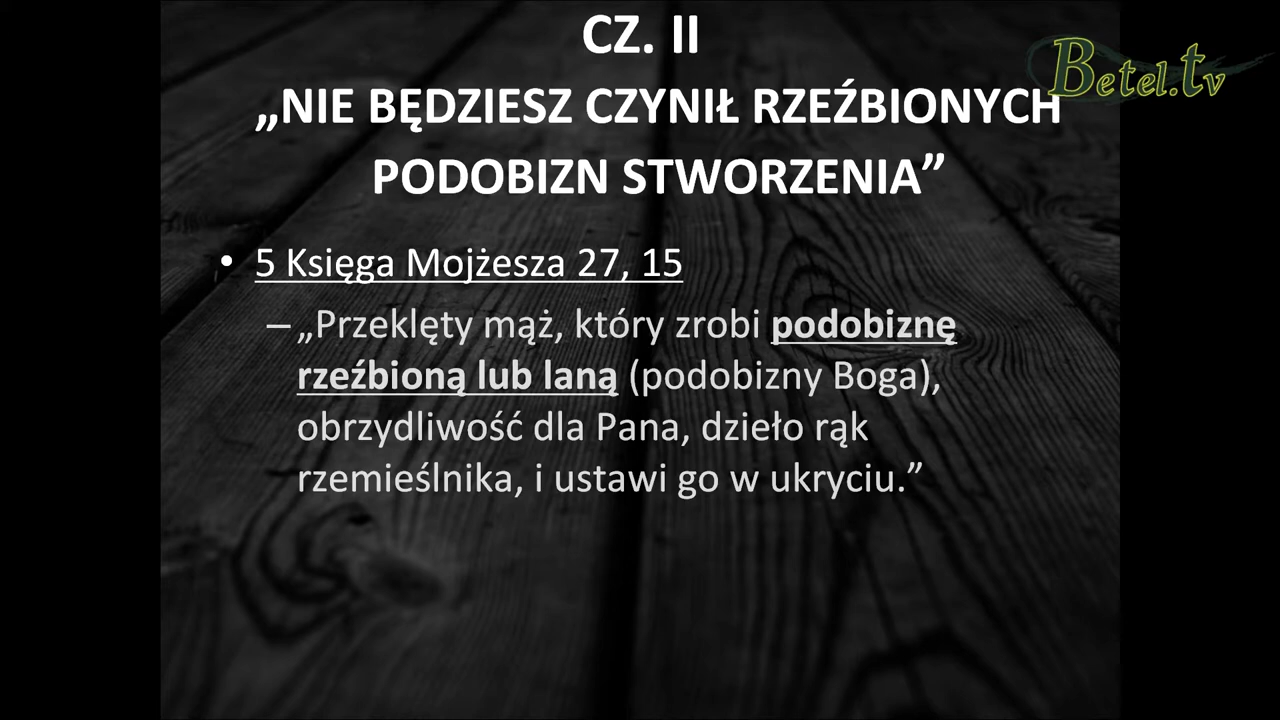 CZ. II
Betel.tv
„NIE BĘDZIESZ CZYNIŁ RZEŹBIONYCH
PODOBIZN STWORZENIA”
• 5 Księga Mojżesza 27, 15
– „Przeklęty mąż, który zrobi podobiznę
rzeźbioną lub laną (podobizny Boga),
obrzydliwość dla Pana, dzieło rąk
rzemieślnika, i ustawi go w ukryciu.”